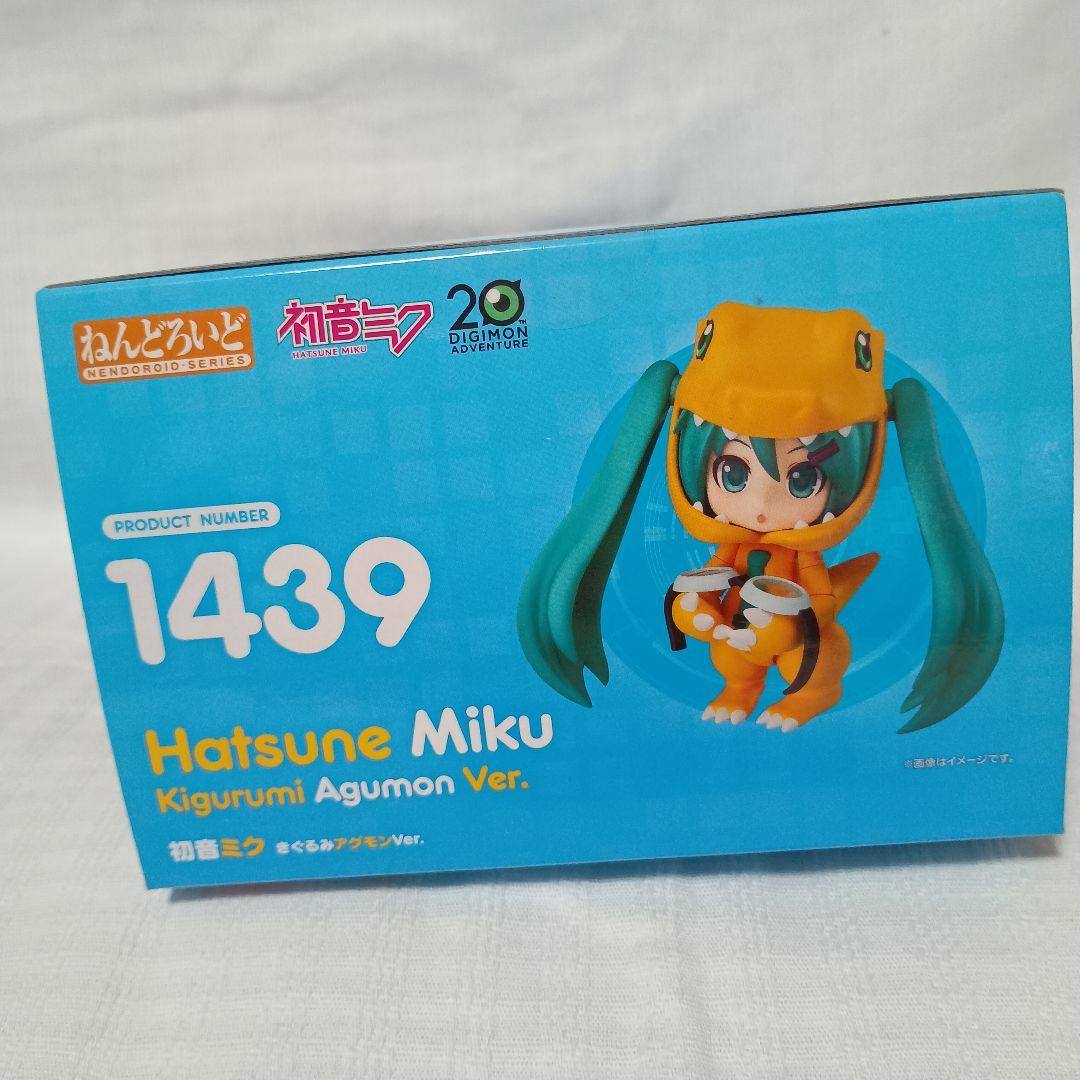 ねんどろいど
NENDOROID·SERIES
初音ミク
HATSUNE MIKU
20
DIGIMON
ADVENTURE
PRODUCT NUMBER
1439
Hatsune Miku
Kigurumi Agumon Ver.
初音ミク きぐるみアグモンVer.
※画像はイメージです。